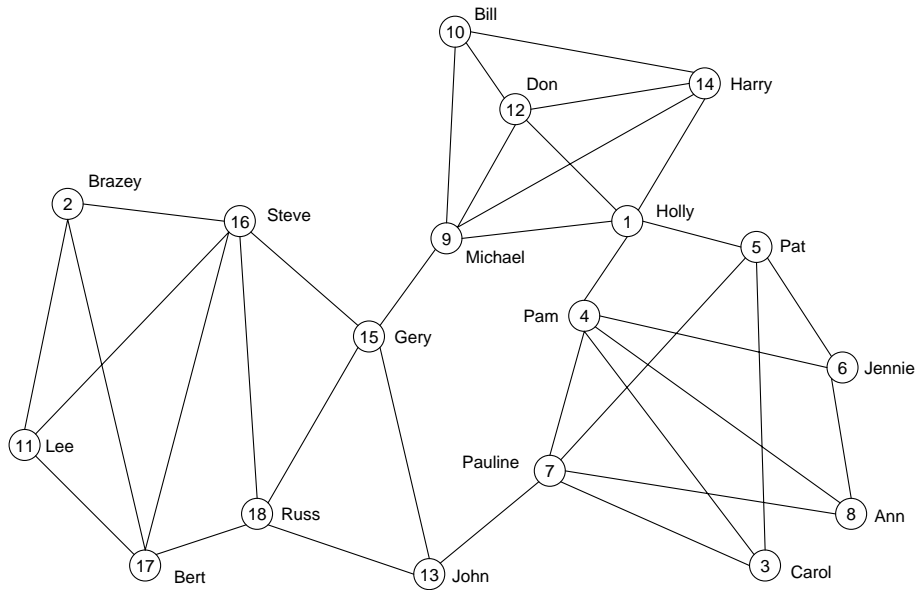 Bill
10
14
Harry
Don
12
Brazey
2
16
Steve
1
Holly
9
Michael
5
Pat
Pam
4
15
Gery
6
Jennie
11
Lee
Pauline
7
18
Russ
8
Ann
17
Bert
13
John
3
Carol